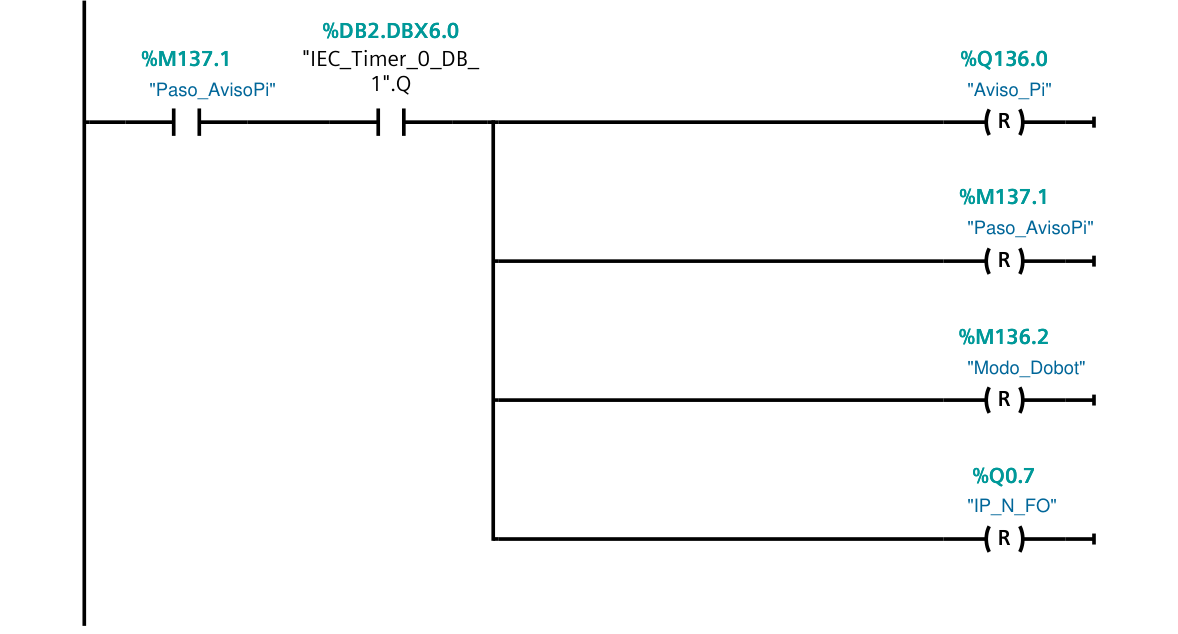 %DB2.DBX6.0
%M137.1
"IEC_Timer_0_DB_
1".Q
"Paso_AvisoPi"
%Q136.0
"Aviso_Pi"
R
%M137.1
"Paso_AvisoPi"
R
%M136.2
"Modo_Dobot"
R
%Q0.7
"IP_N_FO"
R